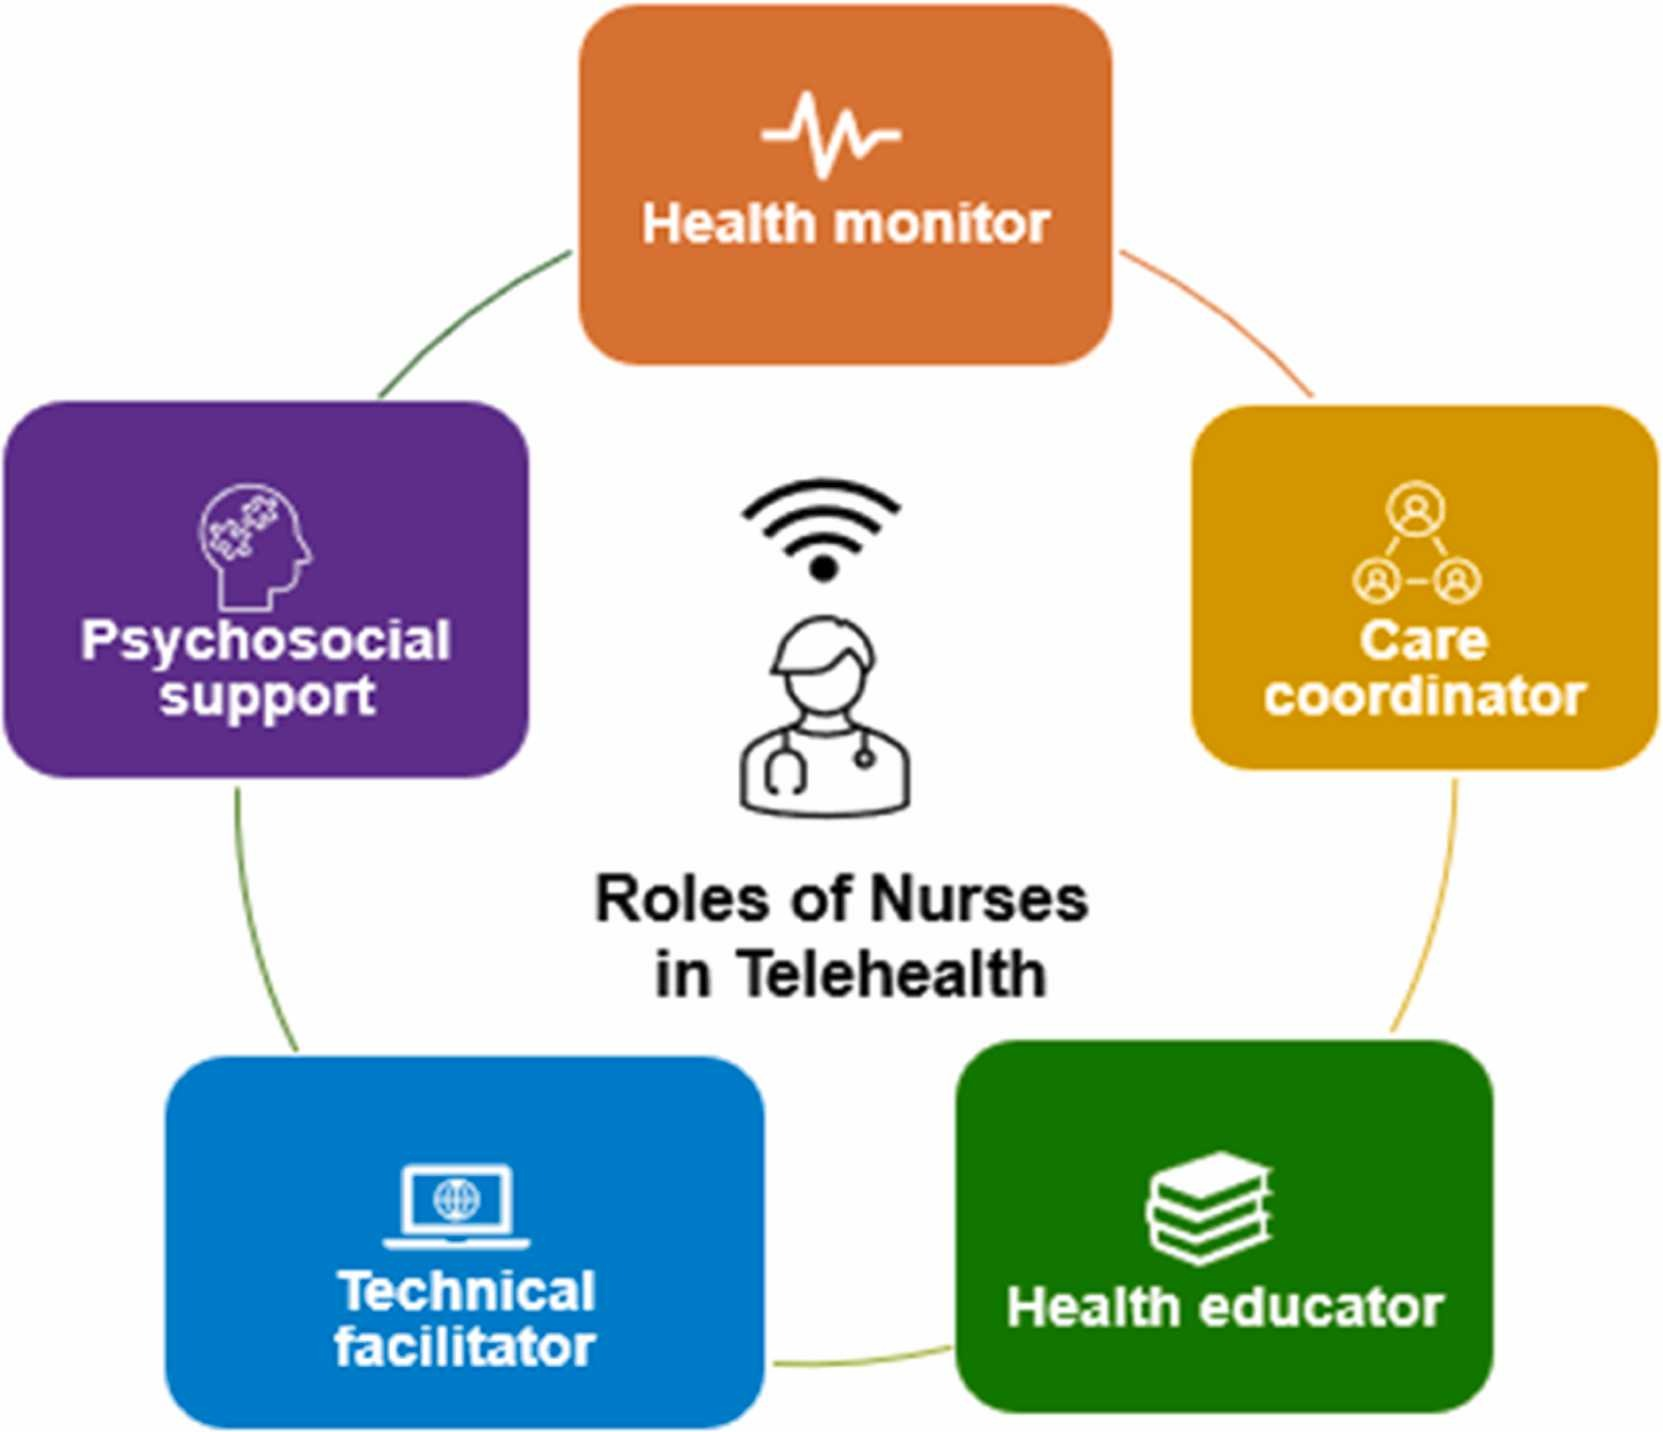 Health monitor
Psychosocial
support
Care
coordinator
Roles of Nurses
in Telehealth
Technical
facilitator
Health educator